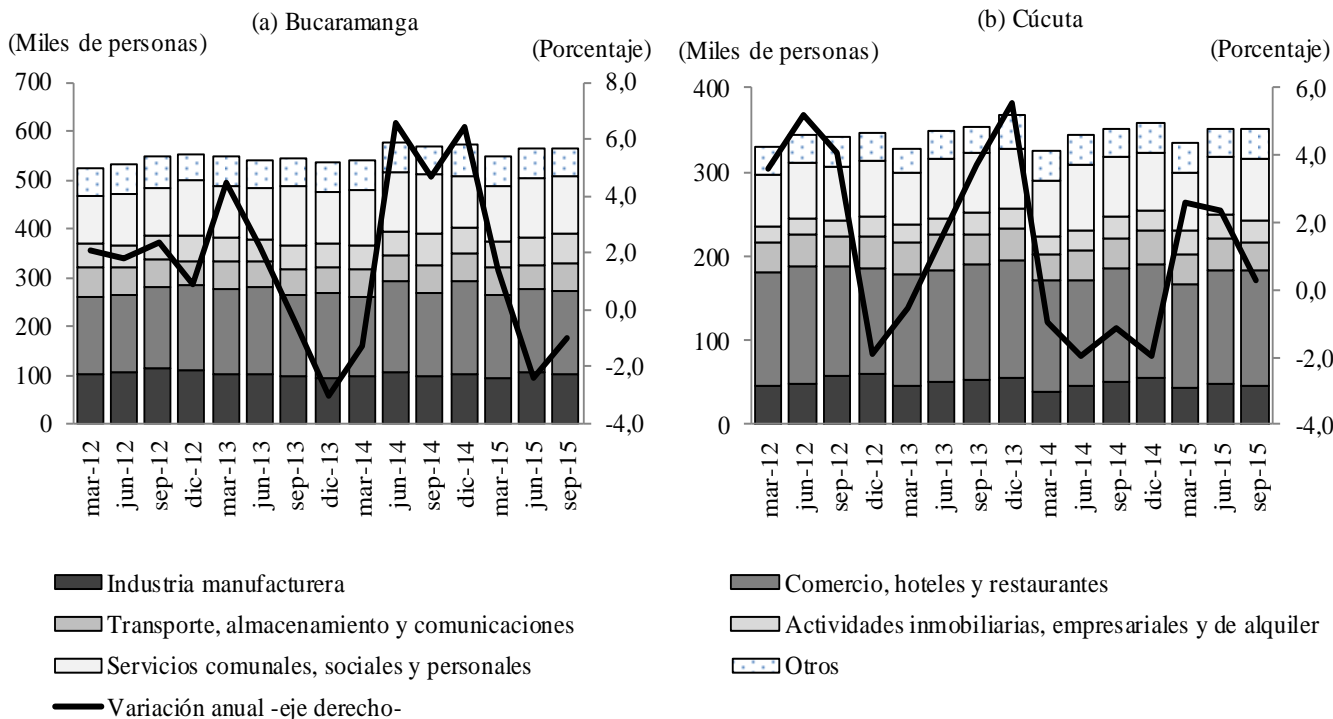 (a) Bucaramanga
(Miles de personas)
(Porcentaje)
700
600
500
400
300
200
100
0
8,0
6,0
4,0
2,0
0,0
-2,0
-4,0
mar-12
jun-12
sep-12
dic-12
mar-13
jun-13
sep-13
dic-13
mar-14
jun-14
sep-14
dic-14
mar-15
jun-15
sep-15
(b) Cúcuta
(Miles de personas)
(Porcentaje)
400
300
200
100
0
6,0
4,0
2,0
0,0
-2,0
-4,0
mar-12
jun-12
sep-12
dic-12
mar-13
jun-13
sep-13
dic-13
mar-14
jun-14
sep-14
dic-14
mar-15
jun-15
sep-15
Industria manufacturera
Comercio, hoteles y restaurantes
Transporte, almacenamiento y comunicaciones
Actividades inmobiliarias, empresariales y de alquiler
Servicios comunales, sociales y personales
Otros
Variación anual -eje derecho-